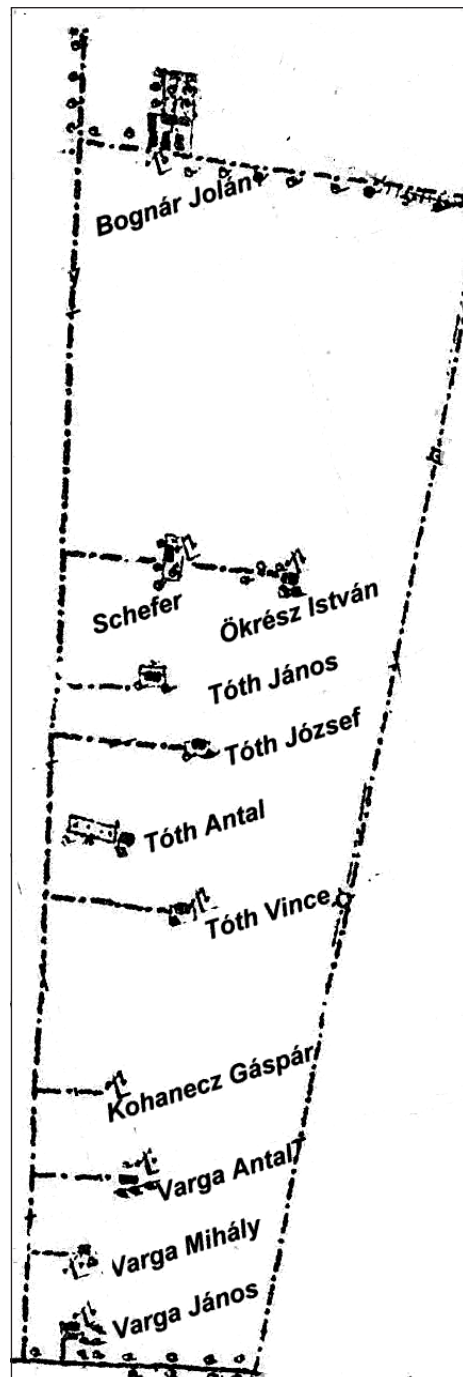 Bognár Jolán
Schefer
Ökrész István
Tóth János
Tóth József
Tóth Antal
Tóth Vince
Kohanecz Gáspár
Varga Antal
Varga Mihály
Varga János